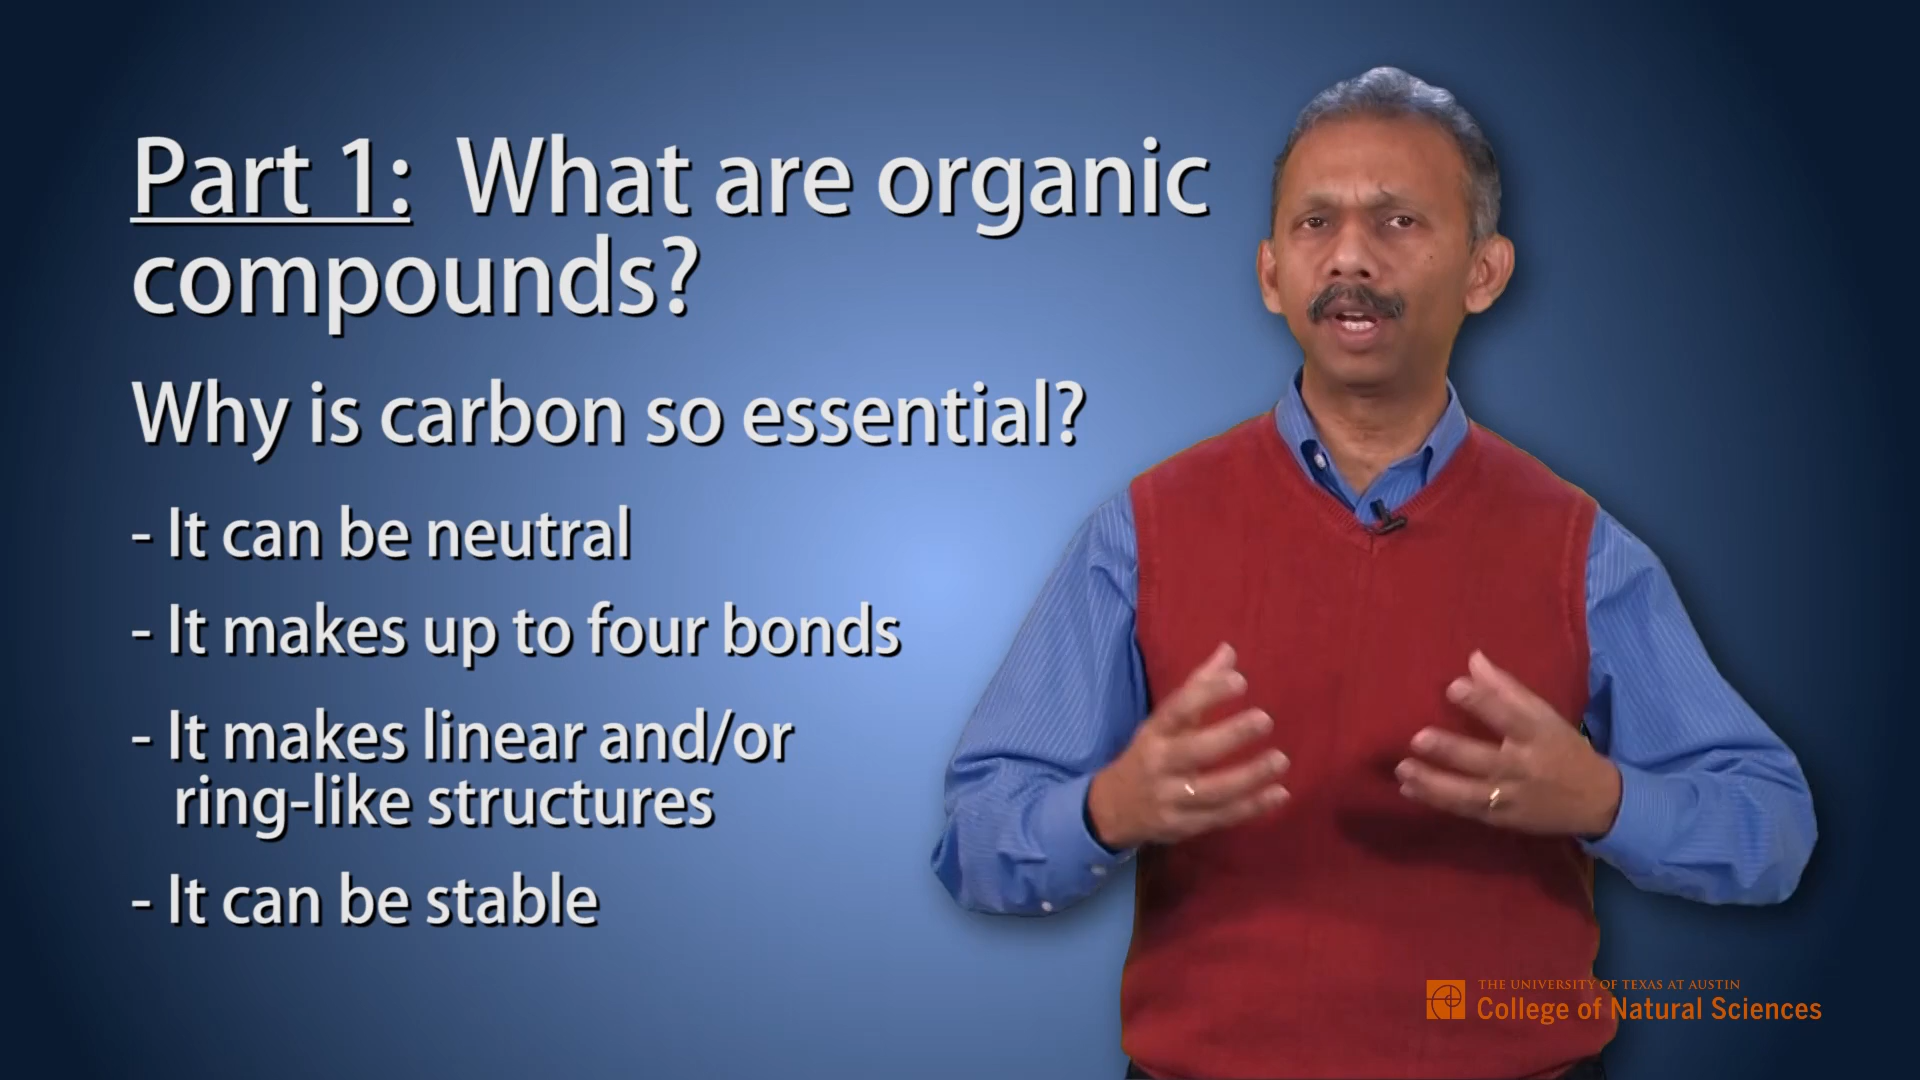 Part 1: What are organic
compounds?
Why is carbon so essential?
- It can be neutral
- It makes up to four bonds
- It makes linear and/or
ring-like structures
- It can be stable
THE UNIVERSITY OF TEXAS AT AUSTIN
College of Natural Sciences